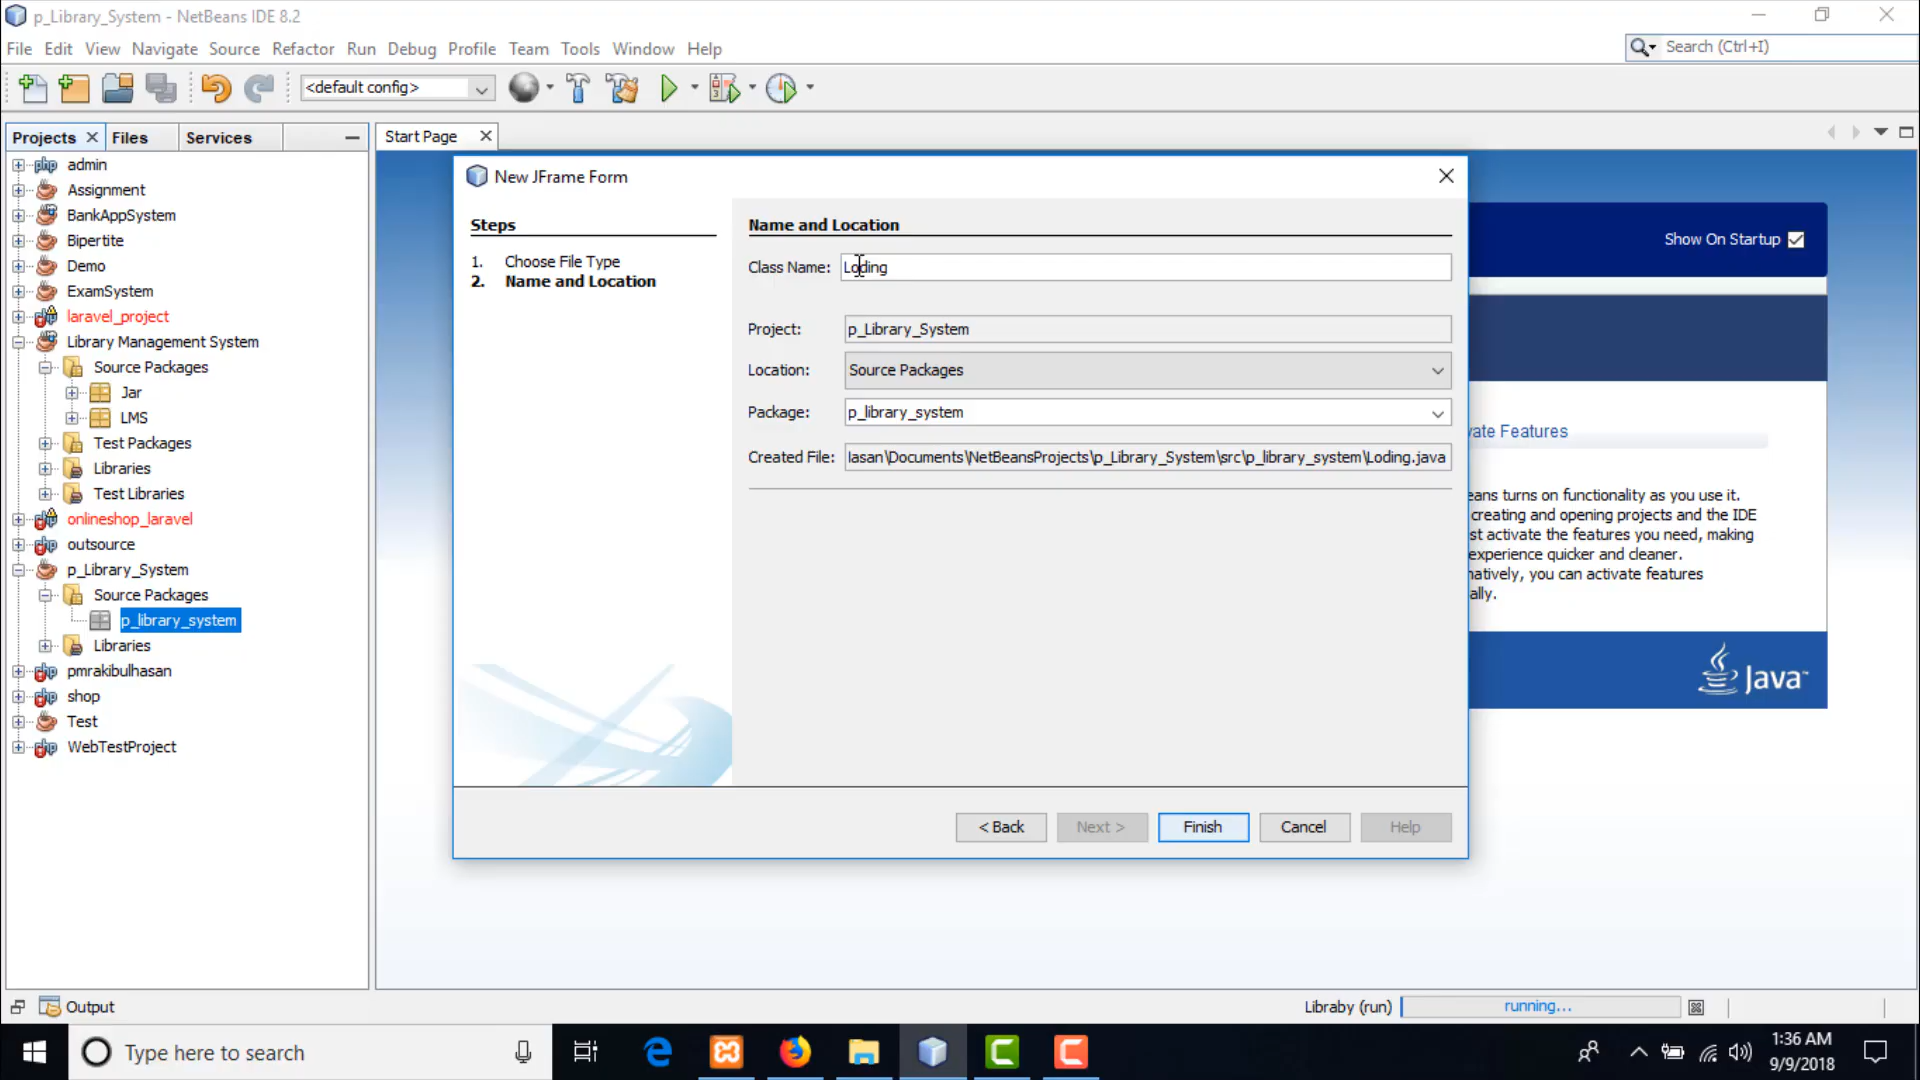 p_Library_System - NetBeans IDE 8.2
File Edit View Navigate Source Refactor Run Debug Profile Team Tools Window Help
Search (Ctrl+I)
<default config>
Projects Files Services
Start Page
admin
Assignment
BankAppSystem
Bipertite
Demo
ExamSystem
laravel_project
Library Management System
Source Packages
Jar
LMS
Test Packages
Libraries
Test Libraries
onlineshop_laravel
outsource
p_Library_System
Source Packages
p_library_system
Libraries
pmrakibulhasan
shop
Test
WebTestProject
New JFrame Form
Steps
1. Choose File Type
2. Name and Location
Name and Location
Class Name: Loding
Project: p_Library_System
Location: Source Packages
Package: p_library_system
Created File: lasan\Documents\NetBeansProjects\p_Library_System\src\p_library_system\Loding.java
< Back Next > Finish Cancel Help
Show On Startup
vate Features
eans turns on functionality as you use it.
creating and opening projects and the IDE
st activate the features you need, making
experience quicker and cleaner.
natively, you can activate features
ally.
Java™
Output
Libraby (run) running...
Type here to search
1:36 AM
9/9/2018